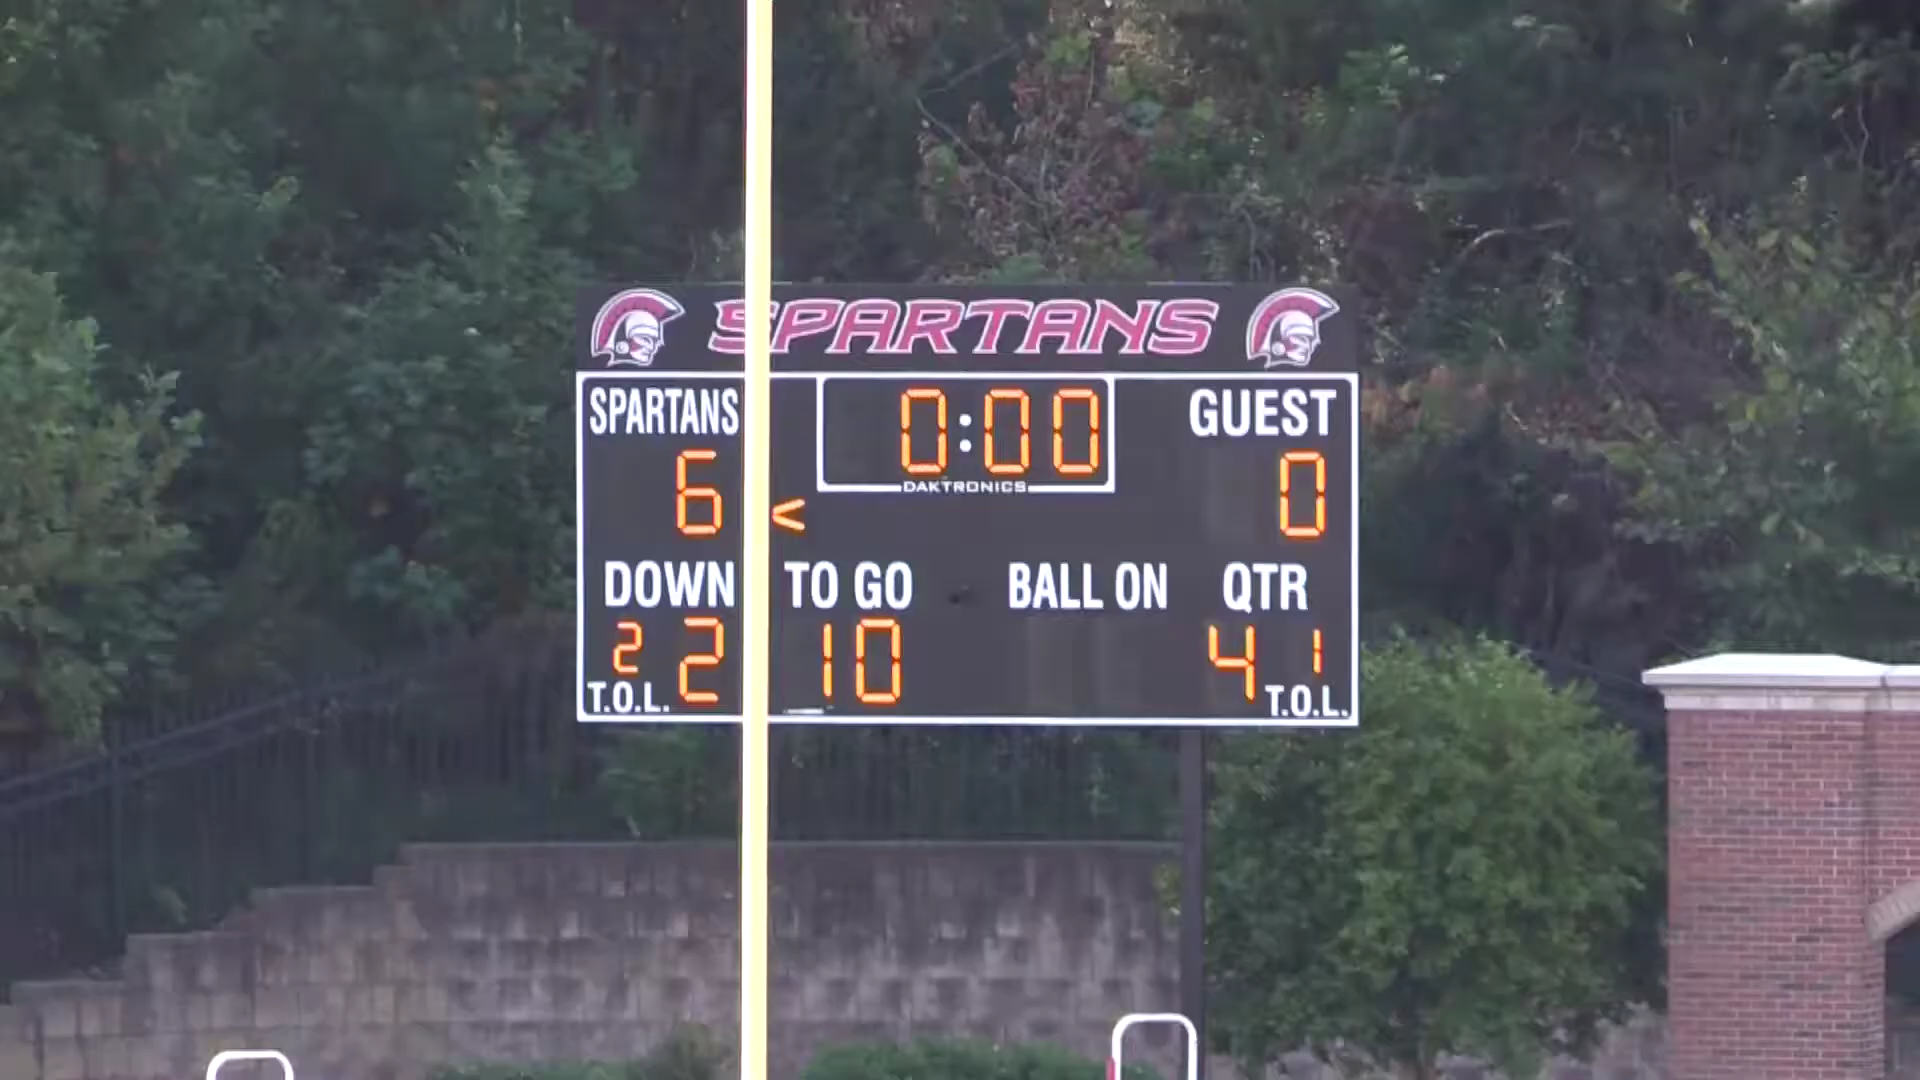 SPARTANS
SPARTANS 0:00 GUEST
6 < DAKTRONICS 0
DOWN TO GO BALL ON QTR
2 2 10 4 1
T.O.L. T.O.L.